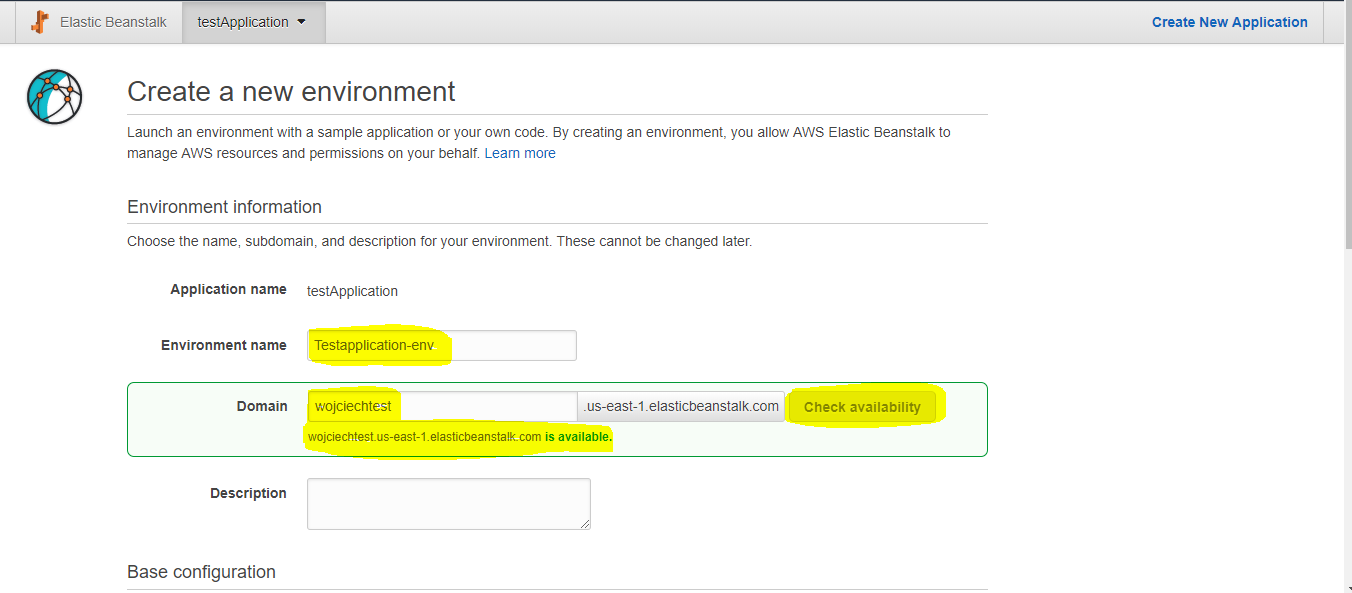 Elastic Beanstalk testApplication Create New Application
Create a new environment
Launch an environment with a sample application or your own code. By creating an environment, you allow AWS Elastic Beanstalk to
manage AWS resources and permissions on your behalf. Learn more
Environment information
Choose the name, subdomain, and description for your environment. These cannot be changed later.
Application name testApplication
Environment name Testapplication-env
Domain wojciechtest .us-east-1.elasticbeanstalk.com Check availability
wojciechtest.us-east-1.elasticbeanstalk.com is available.
Description
Base configuration